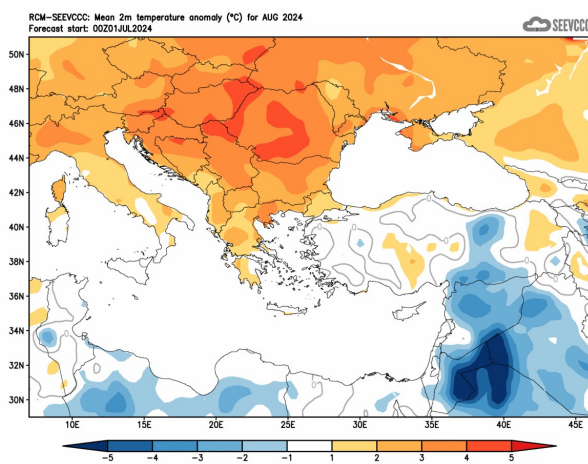 RCM-SEEVCCC: Mean 2m temperature anomaly (°C) for AUG 2024
Forecast start: 00Z01JUL2024
SEEVCCC
50N
48N
46N
44N
42N
40N
38N
36N
34N
32N
30N
10E 15E 20E 25E 30E 35E 40E 45E
-5 -4 -3 -2 -1 1 2 3 4 5